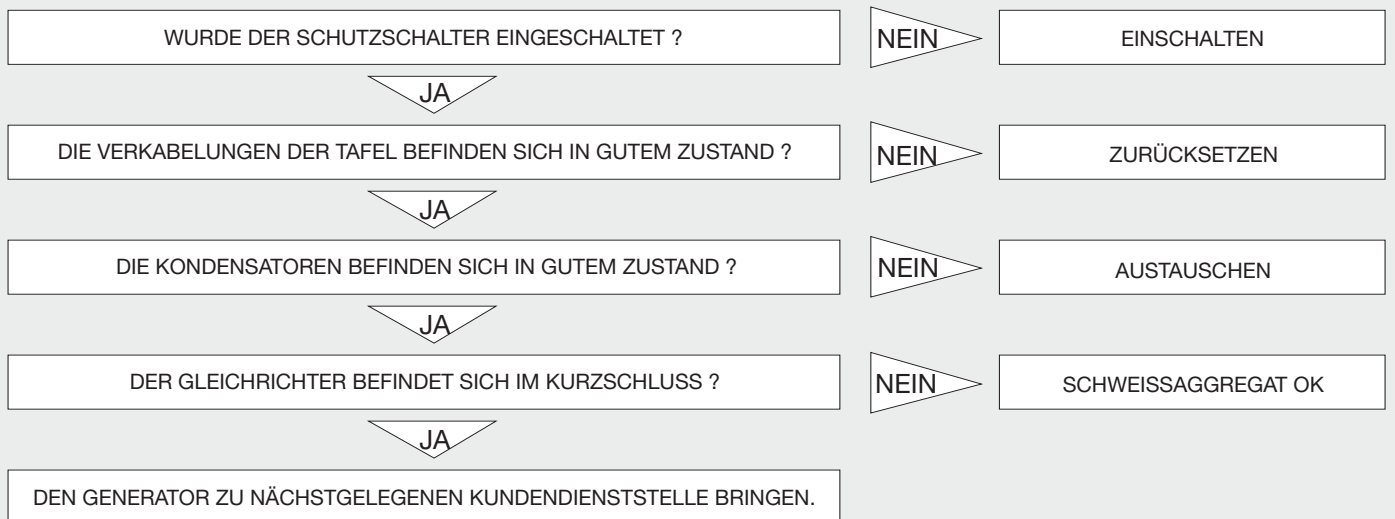 WURDE DER SCHUTZSCHALTER EINGESCHALTET ?
NEIN
EINSCHALTEN
JA
DIE VERKABELUNGEN DER TAFEL BEFINDEN SICH IN GUTEM ZUSTAND ?
NEIN
ZURÜCKSETZEN
JA
DIE KONDENSATOREN BEFINDEN SICH IN GUTEM ZUSTAND ?
NEIN
AUSTAUSCHEN
JA
DER GLEICHRICHTER BEFINDET SICH IM KURZSCHLUSS ?
NEIN
SCHWEISSAGGREGAT OK
JA
DEN GENERATOR ZU NÄCHSTGELEGENEN KUNDENDIENSTSTELLE BRINGEN.